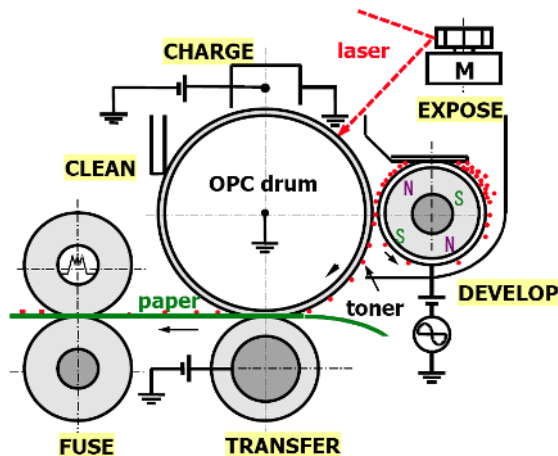 CHARGE
laser
M
EXPOSE
CLEAN
OPC drum
N
S
S
N
paper
toner
DEVELOP
FUSE
TRANSFER